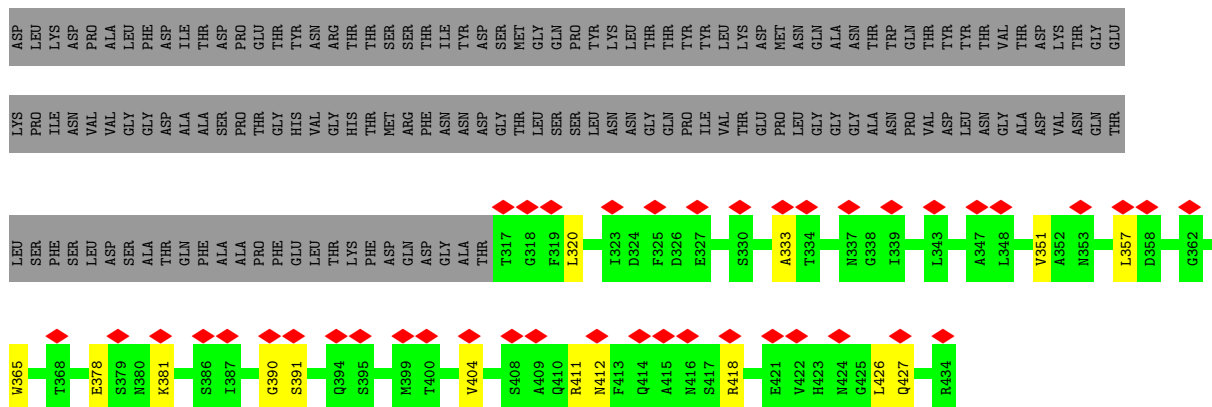 ASP LEU LYS ASP PRO ALA LEU PHE ASP ILE THR ASP PRO GLU THR TYR ASN ARG THR THR SER SER THR ILE TYR ASP SER MET GLY GLN PRO TYR LYS LEU THR THR TYR TYR LEU LYS ASP MET ASN GLN ALA ASN THR TRP GLN THR TYR TYR THR VAL THR ASP LYS THR GLY GLU
LYS PRO ILE ASN VAL VAL GLY GLY ASP ALA ALA SER PRO THR GLY HIS VAL GLY HIS THR MET ARG PHE ASN ASN ASP GLY THR LEU SER SER LEU ASN ASN GLY GLN PRO ILE VAL THR GLU PRO LEU GLY GLY GLY ALA ASN PRO VAL ASP LEU ASN GLY ALA ASP VAL ASN GLN THR
LEU SER PHE SER LEU ASP SER ALA THR GLN PHE ALA ALA PRO PHE GLU LEU THR LYS PHE ASP GLN ASP GLY ALA THR T317 G318 F319 L320 I323 D324 F325 D326 E327 S330 A333 T334 N337 G338 I339 L343 A347 L348 V351 A352 N353 L357 D358 G362
W365 T368 E378 S379 N380 K381 S386 I387 G390 S391 Q394 S395 M399 T400 V404 S408 A409 Q410 R411 N412 F413 Q414 A415 N416 S417 R418 E421 V422 H423 N424 G425 L426 Q427 R434